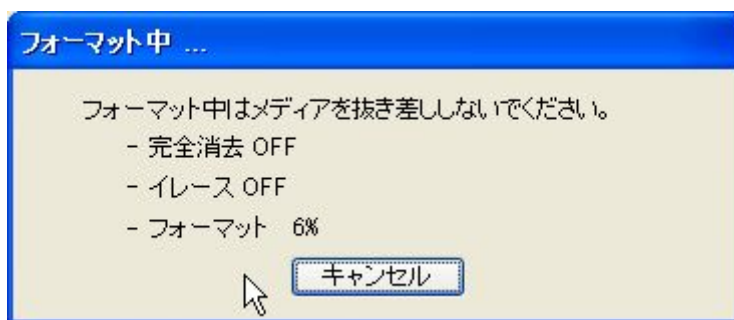 フォーマット中 ...
フォーマット中はメディアを抜き差ししないでください。
- 完全消去 OFF
- イレース OFF
- フォーマット 6%
キャンセル